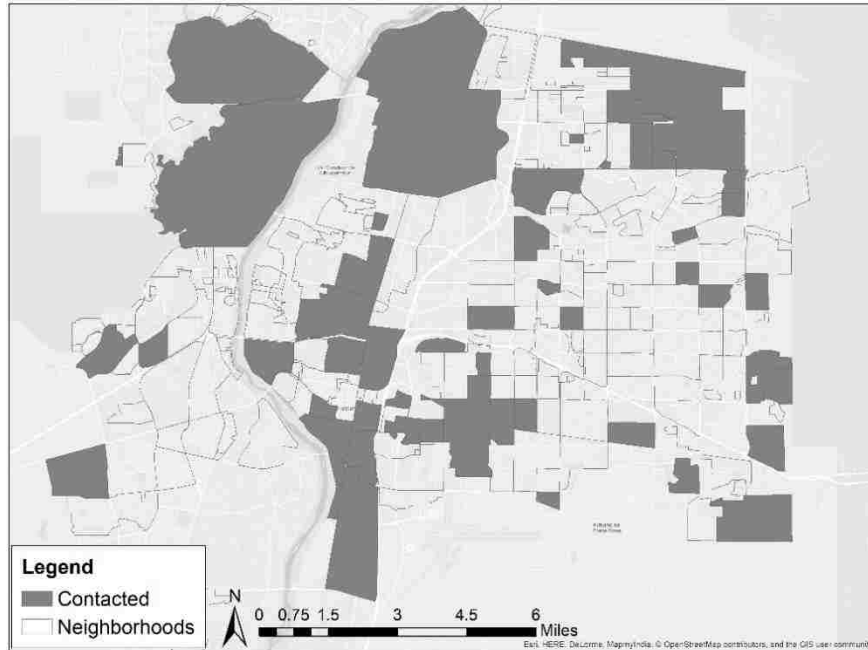 Legend
Contacted
Neighborhoods
N
0 0.75 1.5 3 4.5 6
Miles
Esri, HERE, DeLorme, MapmyIndia, © OpenStreetMap contributors, and the GIS user communit